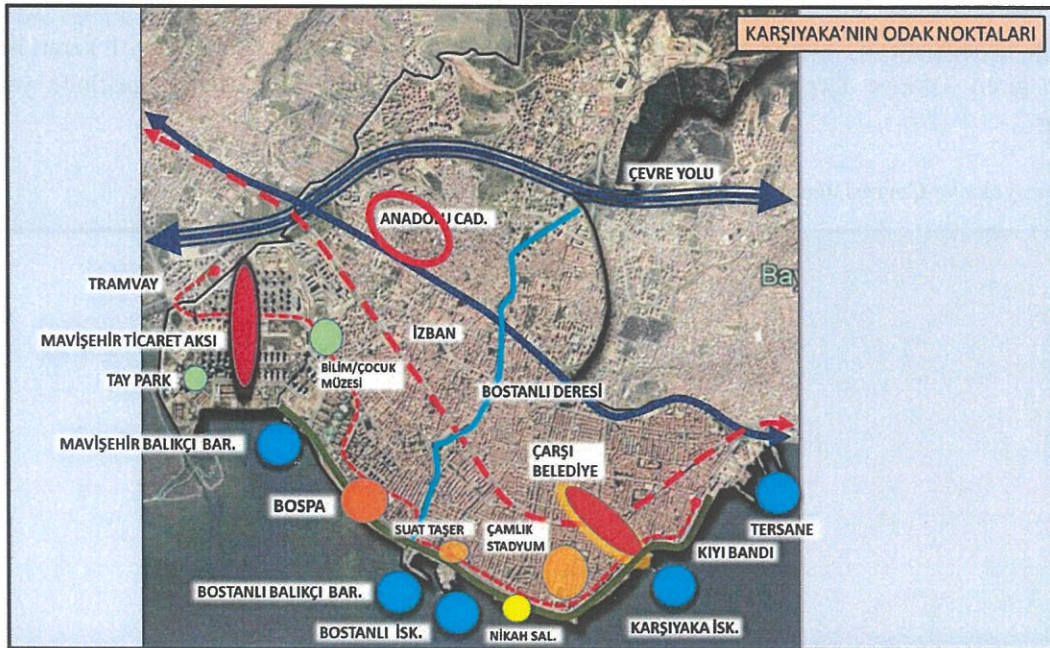 KARŞIYAKA'NIN ODAK NOKTALARI
ÇEVRE YOLU
ANADOLU CAD.
Bay
TRAMVAY
MAVİŞEHİR TİCARET AKSI
İZBAN
BİLİM/ÇOCUK
MÜZESİ
TAY PARK
BOSTANLI DERESİ
MAVİŞEHİR BALIKÇI BAR.
ÇARŞI
BELEDİYE
BOSPA
SUAT TAŞER
ÇAMLIK
STADYUM
TERSANE
KIYI BANDI
BOSTANLI BALIKÇI BAR.
BOSTANLI İSK.
NİKAH SAL.
KARŞIYAKA İSK.